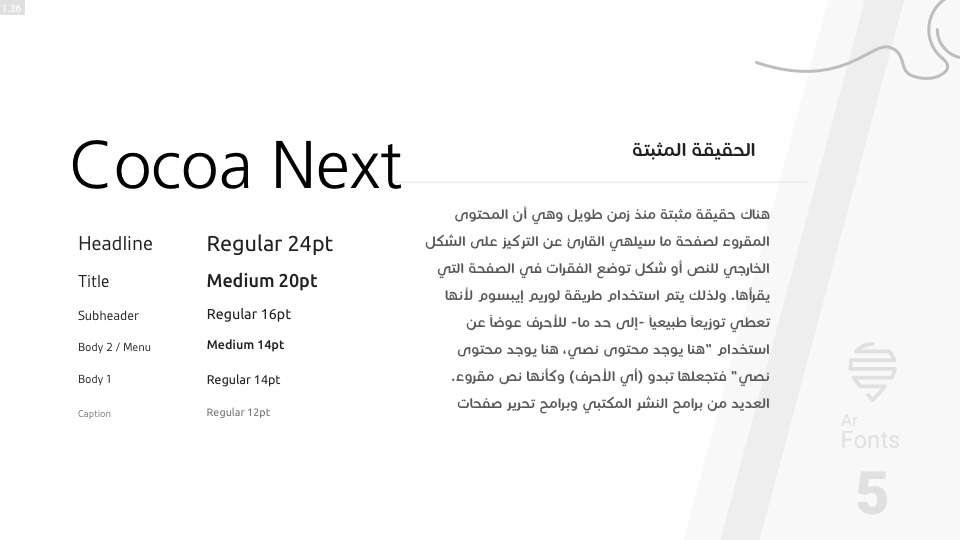 1.36
Cocoa Next
Headline Regular 24pt
Title Medium 20pt
Subheader Regular 16pt
Body 2 / Menu Medium 14pt
Body 1 Regular 14pt
Caption Regular 12pt
الحقيقة المثبتة
هناك حقيقة مثبتة منذ زمن طويل وهي أن المحتوى
المقروء لصفحة ما سيلهي القارئ عن التركيز على الشكل
الخارجي للنص أو شكل توضع الفقرات في الصفحة التي
يقرأها. ولذلك يتم استخدام طريقة لوريم إيبسوم لأنها
تعطي توزيعاَ طبيعياَ -إلى حد ما- للأحرف عوضاً عن
استخدام "هنا يوجد محتوى نصي، هنا يوجد محتوى
نصي" فتجعلها تبدو (أي الأحرف) وكأنها نص مقروء.
العديد من برامح النشر المكتبي وبرامح تحرير صفحات
Ar
Fonts
5